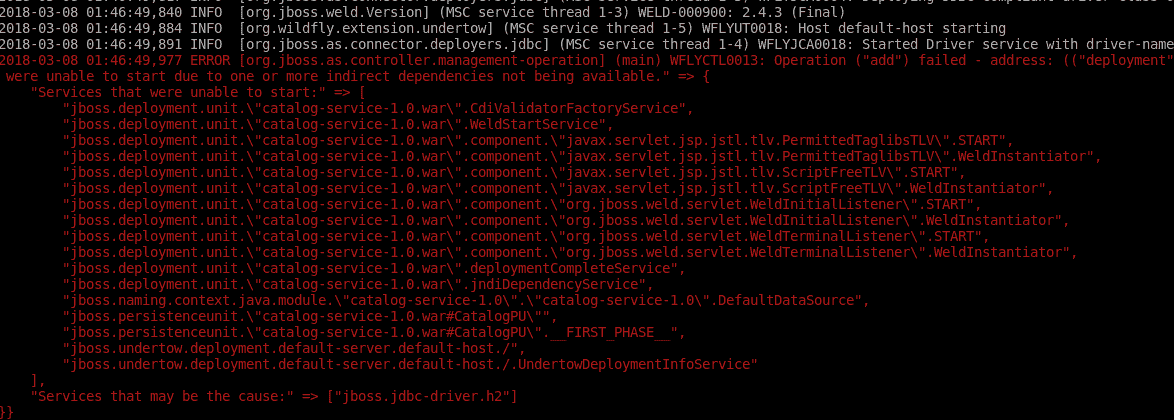 2018-03-08 01:46:49,840 INFO  [org.jboss.weld.Version] (MSC service thread 1-3) WELD-000900: 2.4.3 (Final)
2018-03-08 01:46:49,884 INFO  [org.wildfly.extension.undertow] (MSC service thread 1-5) WFLYUT0018: Host default-host starting
2018-03-08 01:46:49,891 INFO  [org.jboss.as.connector.deployers.jdbc] (MSC service thread 1-4) WFLYJCA0018: Started Driver service with driver-name
2018-03-08 01:46:49,977 ERROR [org.jboss.as.controller.management-operation] (main) WFLYCTL0013: Operation ("add") failed - address: (("deployment"
were unable to start due to one or more indirect dependencies not being available." => {
    "Services that were unable to start:" => [
        "jboss.deployment.unit.\"catalog-service-1.0.war\".CdiValidatorFactoryService",
        "jboss.deployment.unit.\"catalog-service-1.0.war\".WeldStartService",
        "jboss.deployment.unit.\"catalog-service-1.0.war\".component.\"javax.servlet.jsp.jstl.tlv.PermittedTaglibsTLV\".START",
        "jboss.deployment.unit.\"catalog-service-1.0.war\".component.\"javax.servlet.jsp.jstl.tlv.PermittedTaglibsTLV\".WeldInstantiator",
        "jboss.deployment.unit.\"catalog-service-1.0.war\".component.\"javax.servlet.jsp.jstl.tlv.ScriptFreeTLV\".START",
        "jboss.deployment.unit.\"catalog-service-1.0.war\".component.\"javax.servlet.jsp.jstl.tlv.ScriptFreeTLV\".WeldInstantiator",
        "jboss.deployment.unit.\"catalog-service-1.0.war\".component.\"org.jboss.weld.servlet.WeldInitialListener\".START",
        "jboss.deployment.unit.\"catalog-service-1.0.war\".component.\"org.jboss.weld.servlet.WeldInitialListener\".WeldInstantiator",
        "jboss.deployment.unit.\"catalog-service-1.0.war\".component.\"org.jboss.weld.servlet.WeldTerminalListener\".START",
        "jboss.deployment.unit.\"catalog-service-1.0.war\".component.\"org.jboss.weld.servlet.WeldTerminalListener\".WeldInstantiator",
        "jboss.deployment.unit.\"catalog-service-1.0.war\".deploymentCompleteService",
        "jboss.deployment.unit.\"catalog-service-1.0.war\".jndiDependencyService",
        "jboss.naming.context.java.module.\"catalog-service-1.0\".\"catalog-service-1.0\".DefaultDataSource",
        "jboss.persistenceunit.\"catalog-service-1.0.war#CatalogPU\"",
        "jboss.persistenceunit.\"catalog-service-1.0.war#CatalogPU\".__FIRST_PHASE__",
        "jboss.undertow.deployment.default-server.default-host./",
        "jboss.undertow.deployment.default-server.default-host./.UndertowDeploymentInfoService"
    ],
    "Services that may be the cause:" => ["jboss.jdbc-driver.h2"]
}}